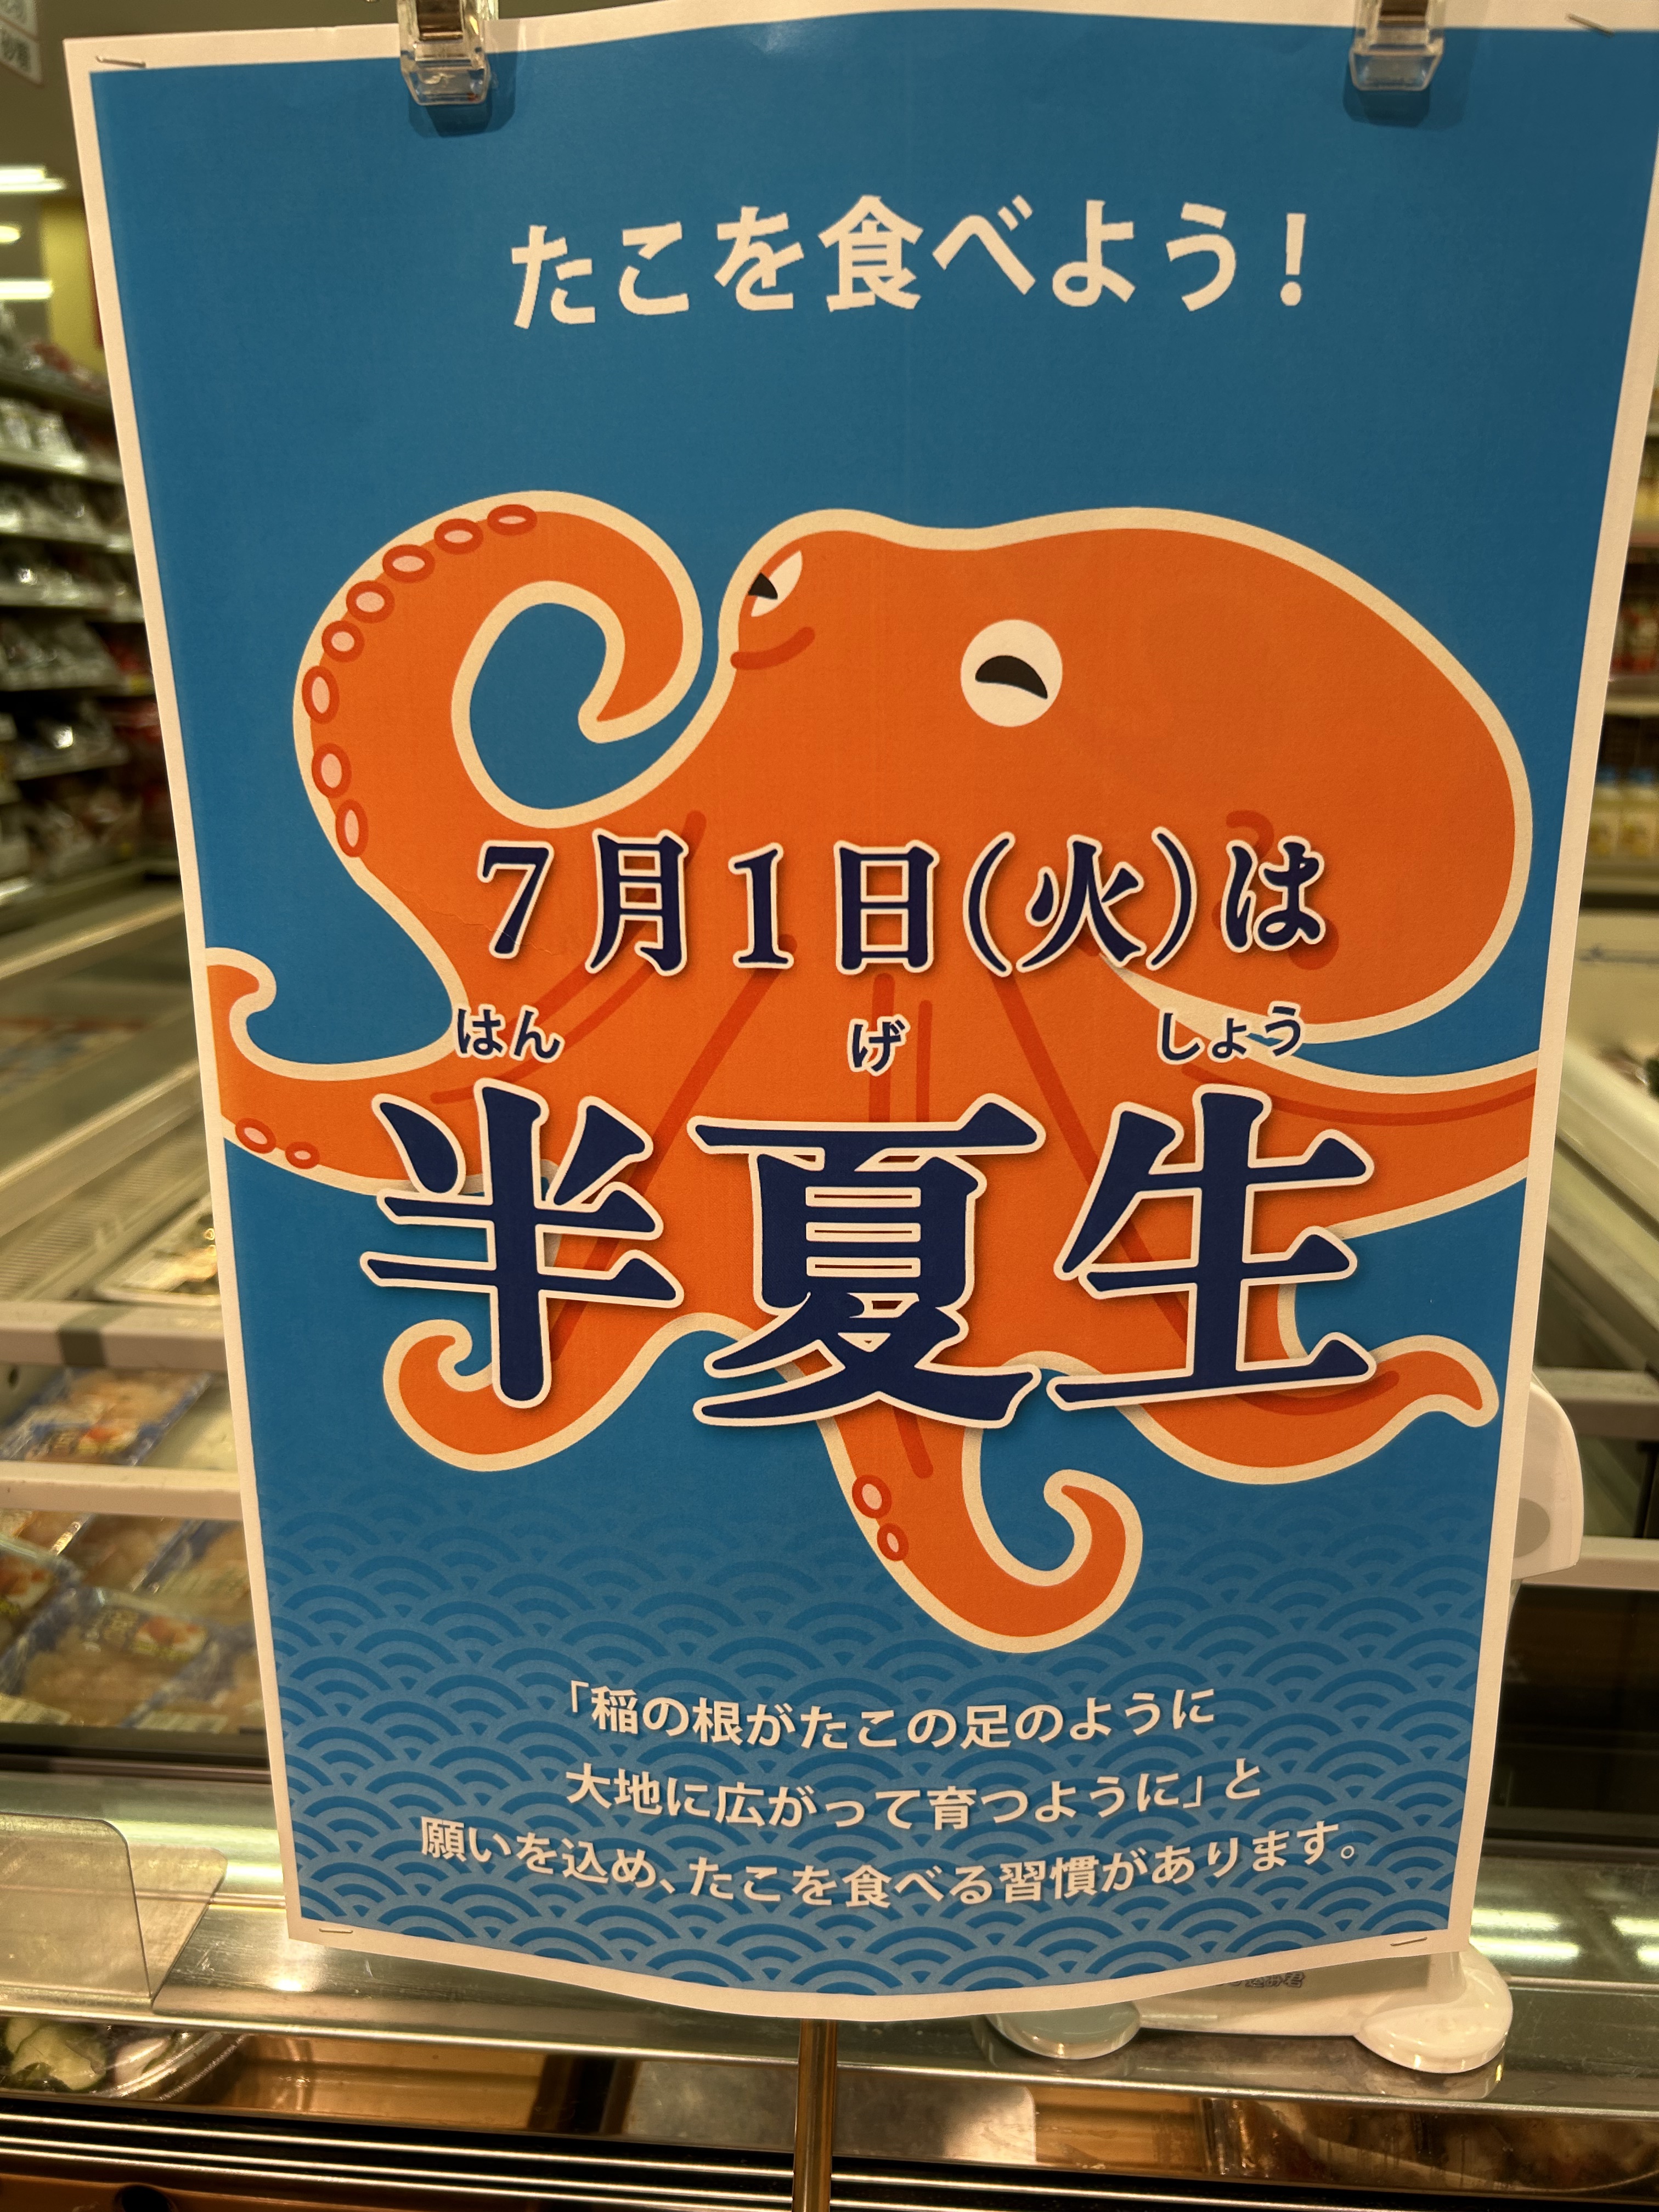 たこを食べよう!
7月1日(火)は
はんげしょう
半夏生
「稲の根がたこの足のように
大地に広がって育つように」と
願いを込め、たこを食べる習慣があります。